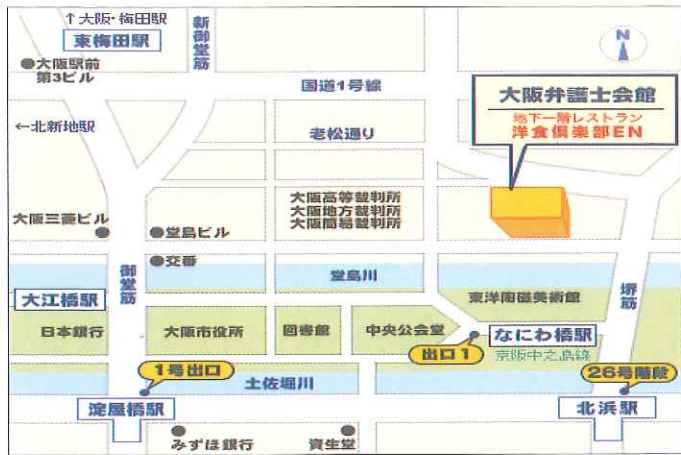 ↑大阪・梅田駅
東梅田駅
新御堂筋
N
●大阪駅前
第3ビル
国道1号線
大阪弁護士会館
地下一階レストラン
洋食倶楽部EN
←北新地駅
老松通り
大阪高等裁判所
大阪地方裁判所
大阪簡易裁判所
大阪三菱ビル
●堂島ビル
●交番
御堂筋
堂島川
堺筋
大江橋駅
東洋陶磁美術館
日本銀行
大阪市役所
図書館
中央公会堂
なにわ橋駅
出口1
京阪中之島線
1号出口
土佐堀川
26号階段
淀屋橋駅
北浜駅
みずほ銀行
資生堂